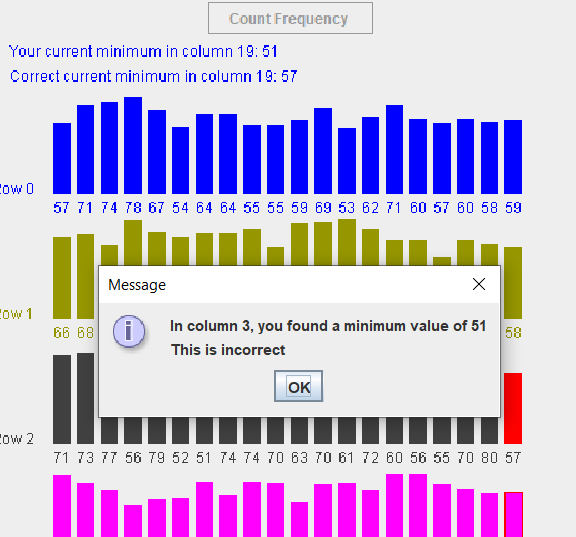 Count Frequency
Your current minimum in column 19: 51
Correct current minimum in column 19: 57
Row 0
57 71 74 78 67 54 64 64 55 55 59 69 53 62 71 60 57 60 58 59
Message
In column 3, you found a minimum value of 51
This is incorrect
OK
Row 1
66 68 58
Row 2
71 73 77 56 79 52 51 74 74 70 63 70 61 72 60 56 55 70 80 57